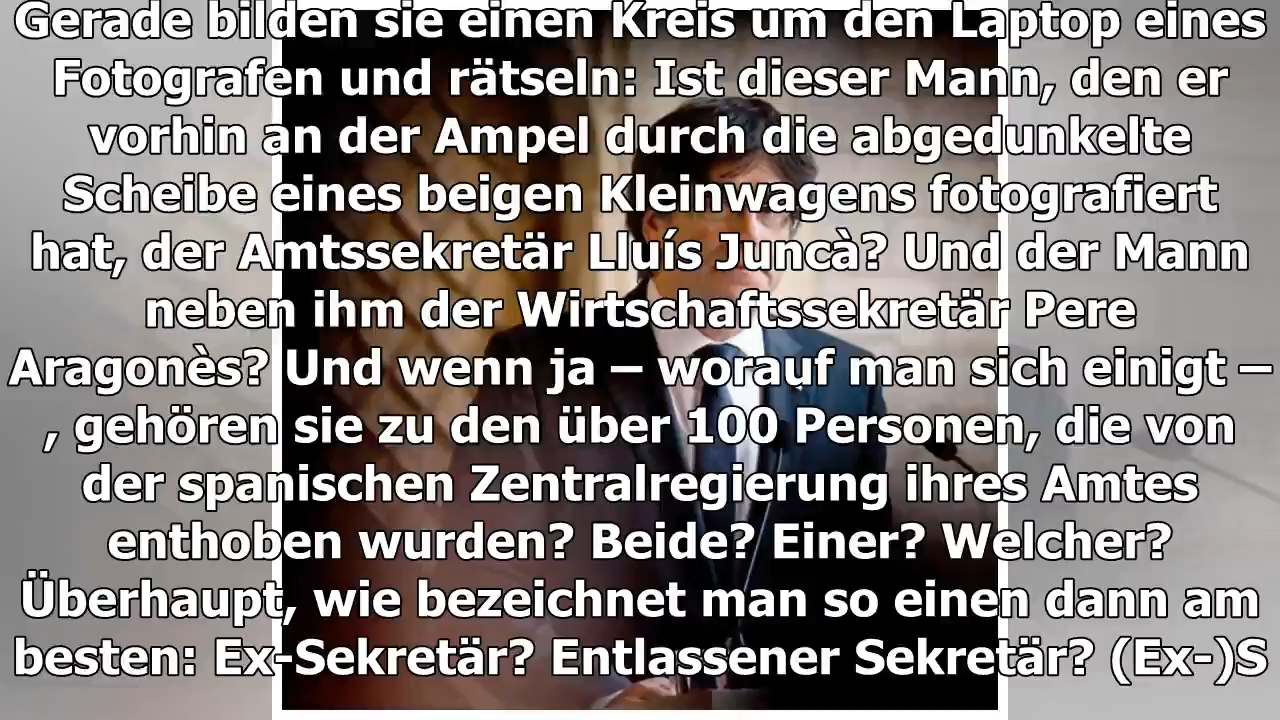 Gerade bilden sie einen Kreis um den Laptop eines
Fotografen und rätseln: Ist dieser Mann, den er
vorhin an der Ampel durch die abgedunkelte
Scheibe eines beigen Kleinwagens fotografiert
hat, der Amtssekretär Lluís Juncà? Und der Mann
neben ihm der Wirtschaftssekretär Pere
Aragonès? Und wenn ja – worauf man sich einigt –
, gehören sie zu den über 100 Personen, die von
der spanischen Zentralregierung ihres Amtes
enthoben wurden? Beide? Einer? Welcher?
Überhaupt, wie bezeichnet man so einen dann am
besten: Ex-Sekretär? Entlassener Sekretär? (Ex-)S